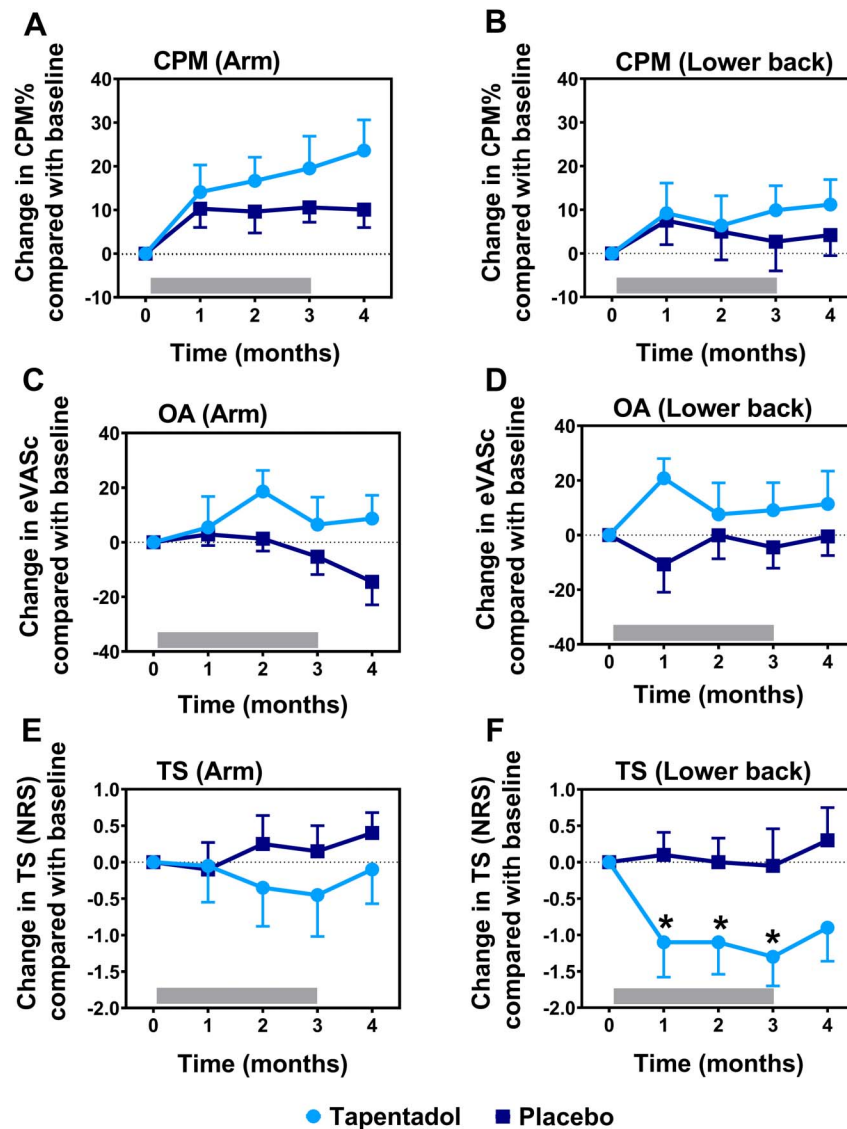 A
CPM (Arm)
Change in CPM%
compared with baseline
40
30
20
10
0
-10
0 1 2 3 4
Time (months)
B
CPM (Lower back)
Change in CPM%
compared with baseline
40
30
20
10
0
-10
0 1 2 3 4
Time (months)
C
OA (Arm)
Change in eVASc
compared with baseline
40
20
0
-20
-40
0 1 2 3 4
Time (months)
D
OA (Lower back)
Change in eVASc
compared with baseline
40
20
0
-20
-40
0 1 2 3 4
Time (months)
E
TS (Arm)
Change in TS (NRS)
compared with baseline
1.0
0.5
0.0
-0.5
-1.0
-1.5
-2.0
0 1 2 3 4
Time (months)
F
TS (Lower back)
Change in TS (NRS)
compared with baseline
1.0
0.5
0.0
-0.5
-1.0
-1.5
-2.0
* * *
0 1 2 3 4
Time (months)
Tapentadol Placebo